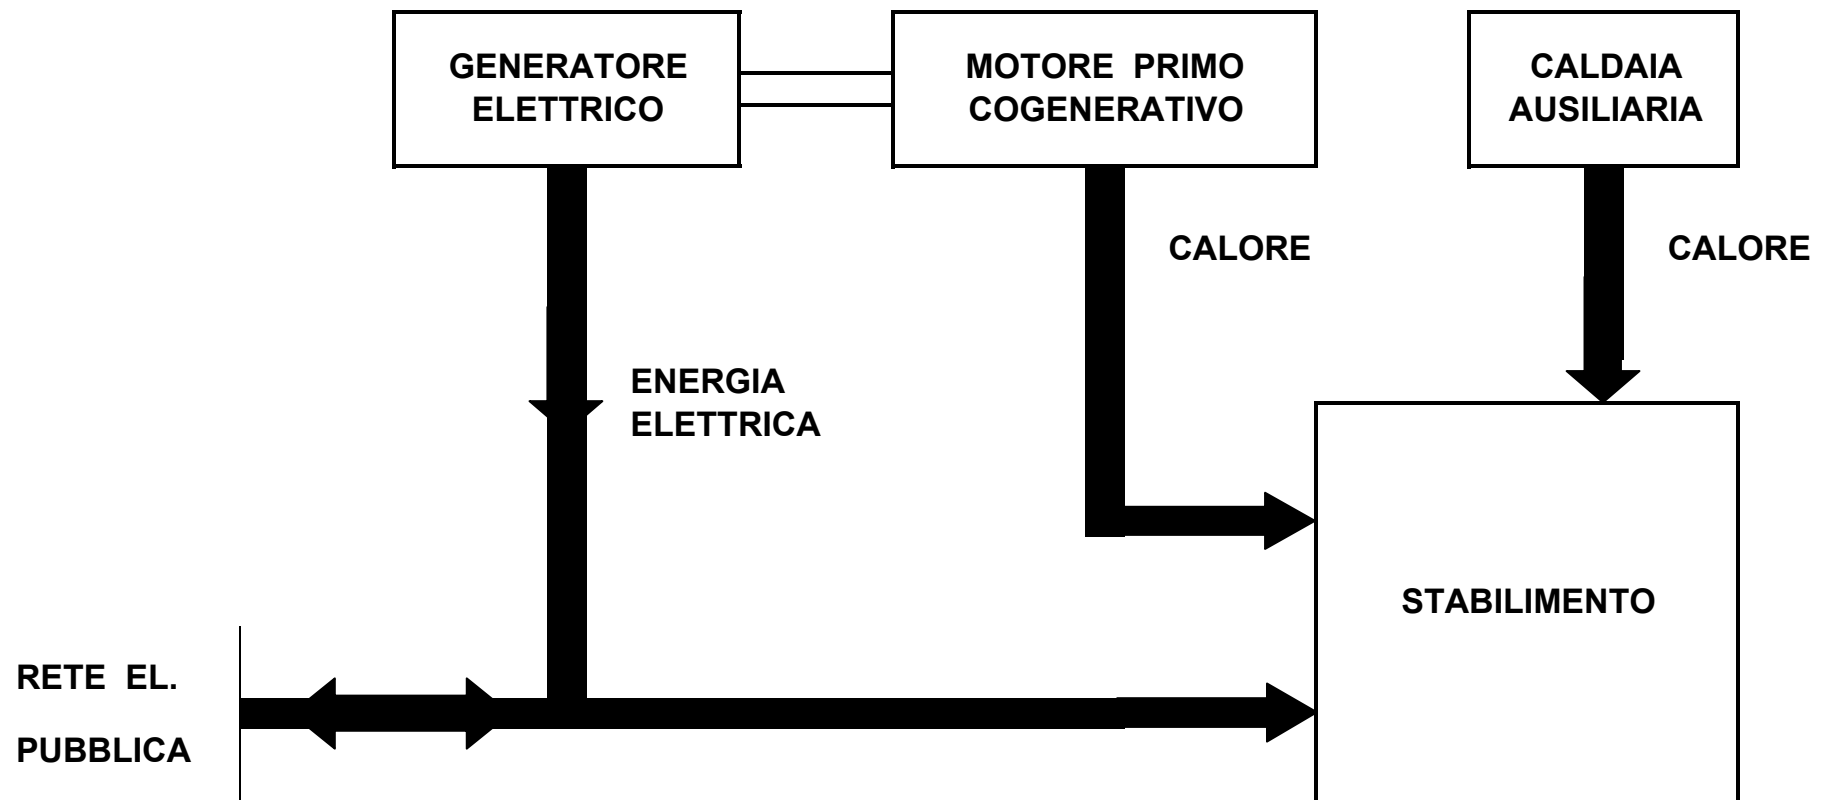 GENERATORE
ELETTRICO
MOTORE PRIMO
COGENERATIVO
CALDAIA
AUSILIARIA
CALORE
CALORE
ENERGIA
ELETTRICA
STABILIMENTO
RETE EL.
PUBBLICA